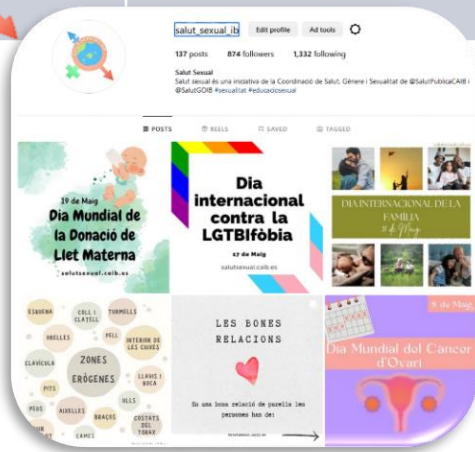 salut_sexual_ib Edit profile Ad tools
137 posts 874 followers 1,332 following
Salut Sexual
Salut sexual és una iniciativa de la Coordinació de Salut, Gènere i Sexualitat de @SalutPublicaCAIB i
@SalutGOIB #sexualitat #educaciosexual
POSTS REELS SAVED TAGGED
19 de Maig
Dia Mundial de
la Donació de
Llet Materna
salutsexual.caib.es
Dia
internacional
contra la
LGTBIfòbia
17 de Maig
salutsexual.caib.es
DIA INTERNACIONAL DE LA
FAMÍLIA
de Maig
ESQUENA
COLL I
CLATELL
TURMELLS
ORELLES
PELL
INTERIOR DE
LES CUIXES
CLAVÍCULA
ZONES
ERÒGENES
LLAVIS I
BOCA
PITS
ULLS
PEUS
AIXELLES
BRAÇOS
COSTATS
DEL
TORAX
CAMES
LES BONES
RELACIONS
En una bona relació de parella les
persones han de:
de Maig
Dia Mundial del Càncer
d'Ovari